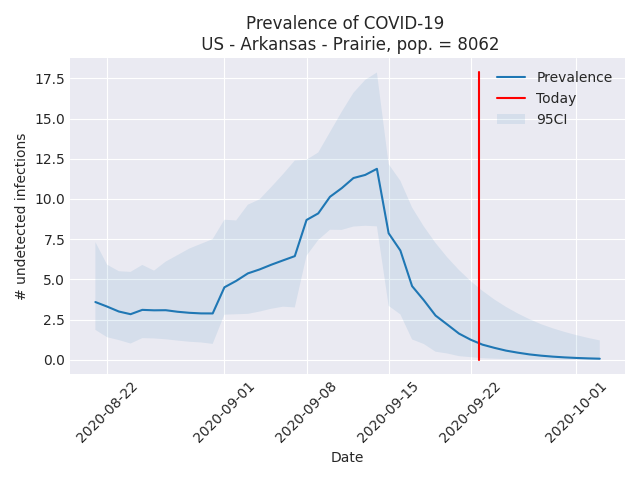 Prevalence of COVID-19
US - Arkansas - Prairie, pop. = 8062
Prevalence
Today
95CI
# undetected infections
17.5
15.0
12.5
10.0
7.5
5.0
2.5
0.0
2020-08-22
2020-09-01
2020-09-08
2020-09-15
2020-09-22
2020-10-01
Date